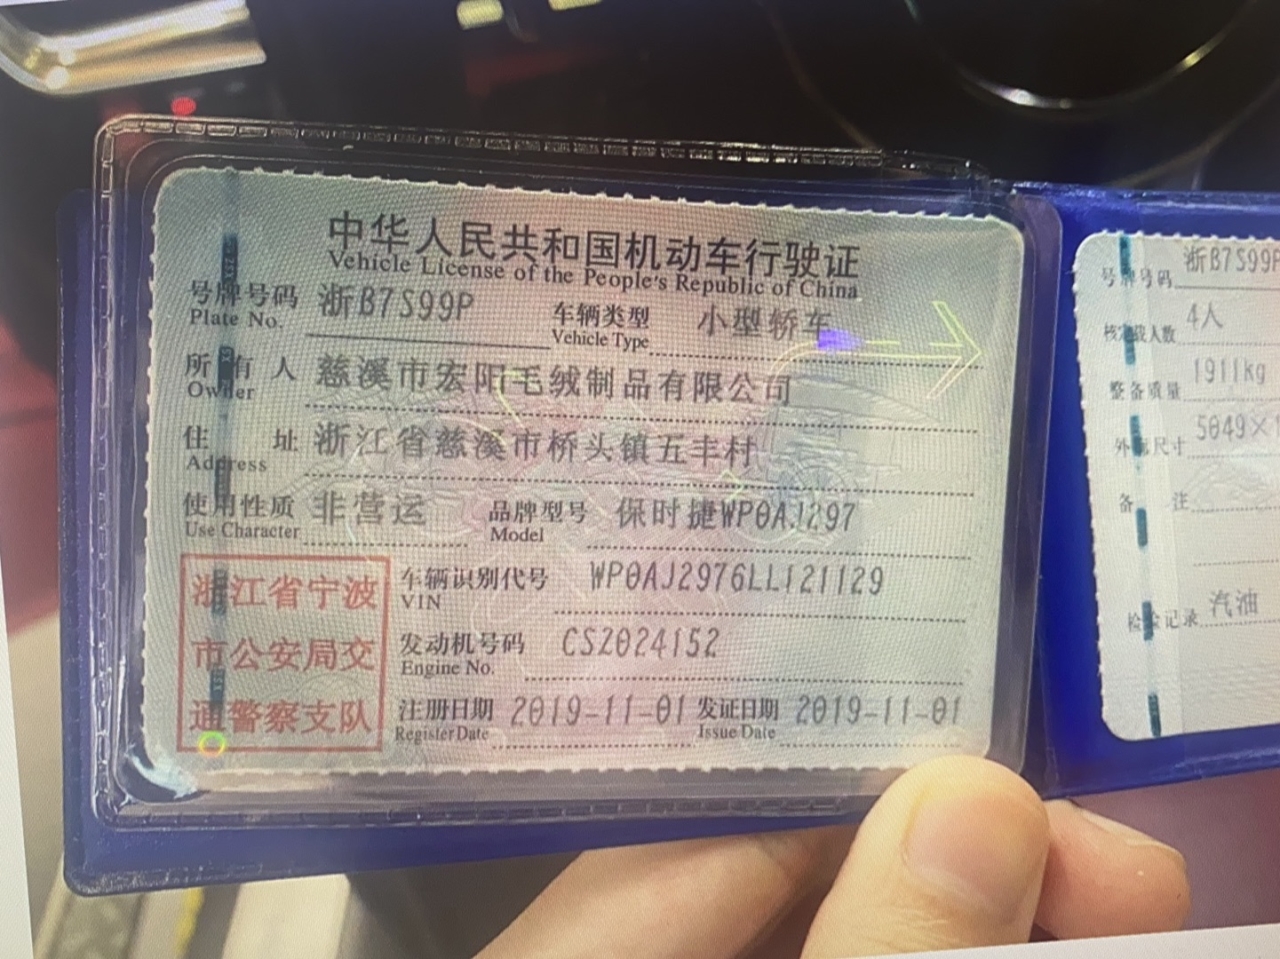 中华人民共和国机动车行驶证
Vehicle License of the People's Republic of China
号牌号码 浙B7S99P 车辆类型 小型轿车
Plate No. Vehicle Type
所有人 慈溪市宏阳毛绒制品有限公司
Owner
住址 浙江省慈溪市桥头镇五丰村
Address
使用性质 非营运 品牌型号 保时捷WP0AJ297
Use Character Model
浙江省宁波
市公安局交
通警察支队
车辆识别代号 WP0AJ2976LL121129
VIN
发动机号码 CS2024152
Engine No.
注册日期 2019-11-01 发证日期 2019-11-01
Register Date Issue Date
号牌号码 浙B7S99P
核定载人数 4人
整备质量 1911kg
外廓尺寸 5049×
备注
检验记录 汽油